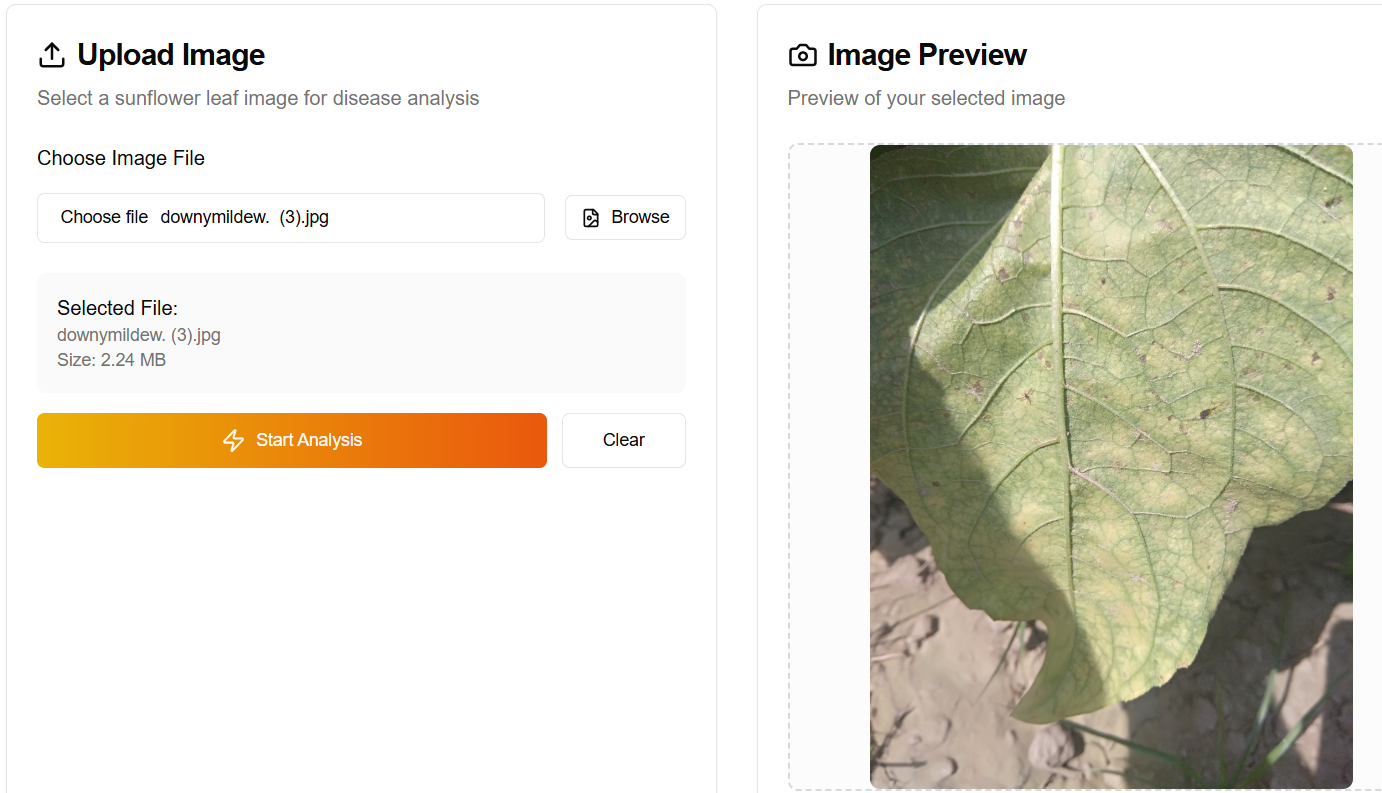 Upload Image
Select a sunflower leaf image for disease analysis
Choose Image File
Choose file downymildew. (3).jpg
Browse
Selected File:
downymildew. (3).jpg
Size: 2.24 MB
Start Analysis
Clear
Image Preview
Preview of your selected image